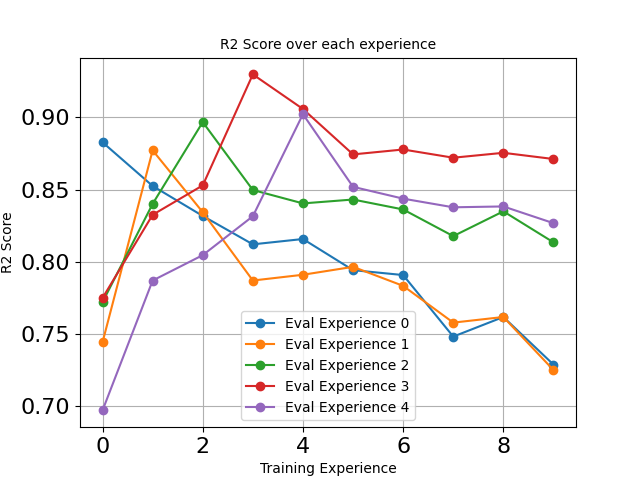 R2 Score over each experience
0.90
0.85
0.80
0.75
0.70
R2 Score
Eval Experience 0
Eval Experience 1
Eval Experience 2
Eval Experience 3
Eval Experience 4
0 2 4 6 8
Training Experience